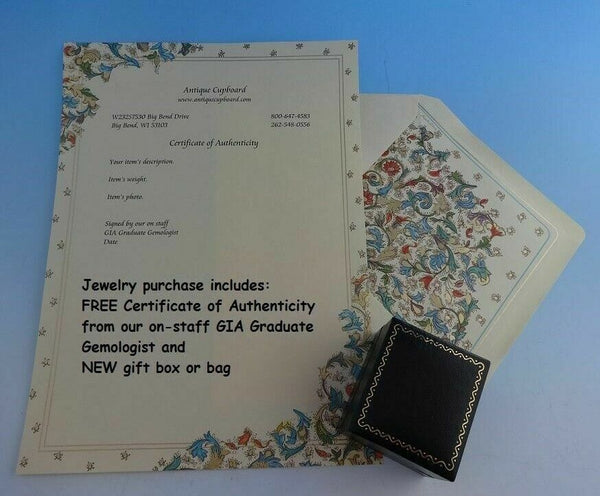 Antique Cupboard
www.antiquecupboard.com
W232S7530 Big Bend Drive 800-647-4583
Big Bend, WI 53103 262-548-0556
Certificate of Authenticity
Your item's description.
Item's weight.
Item's photo.
Signed by our on staff
GIA Graduate Gemologist
Date
Jewelry purchase includes:
FREE Certificate of Authenticity
from our on-staff GIA Graduate
Gemologist and
NEW gift box or bag